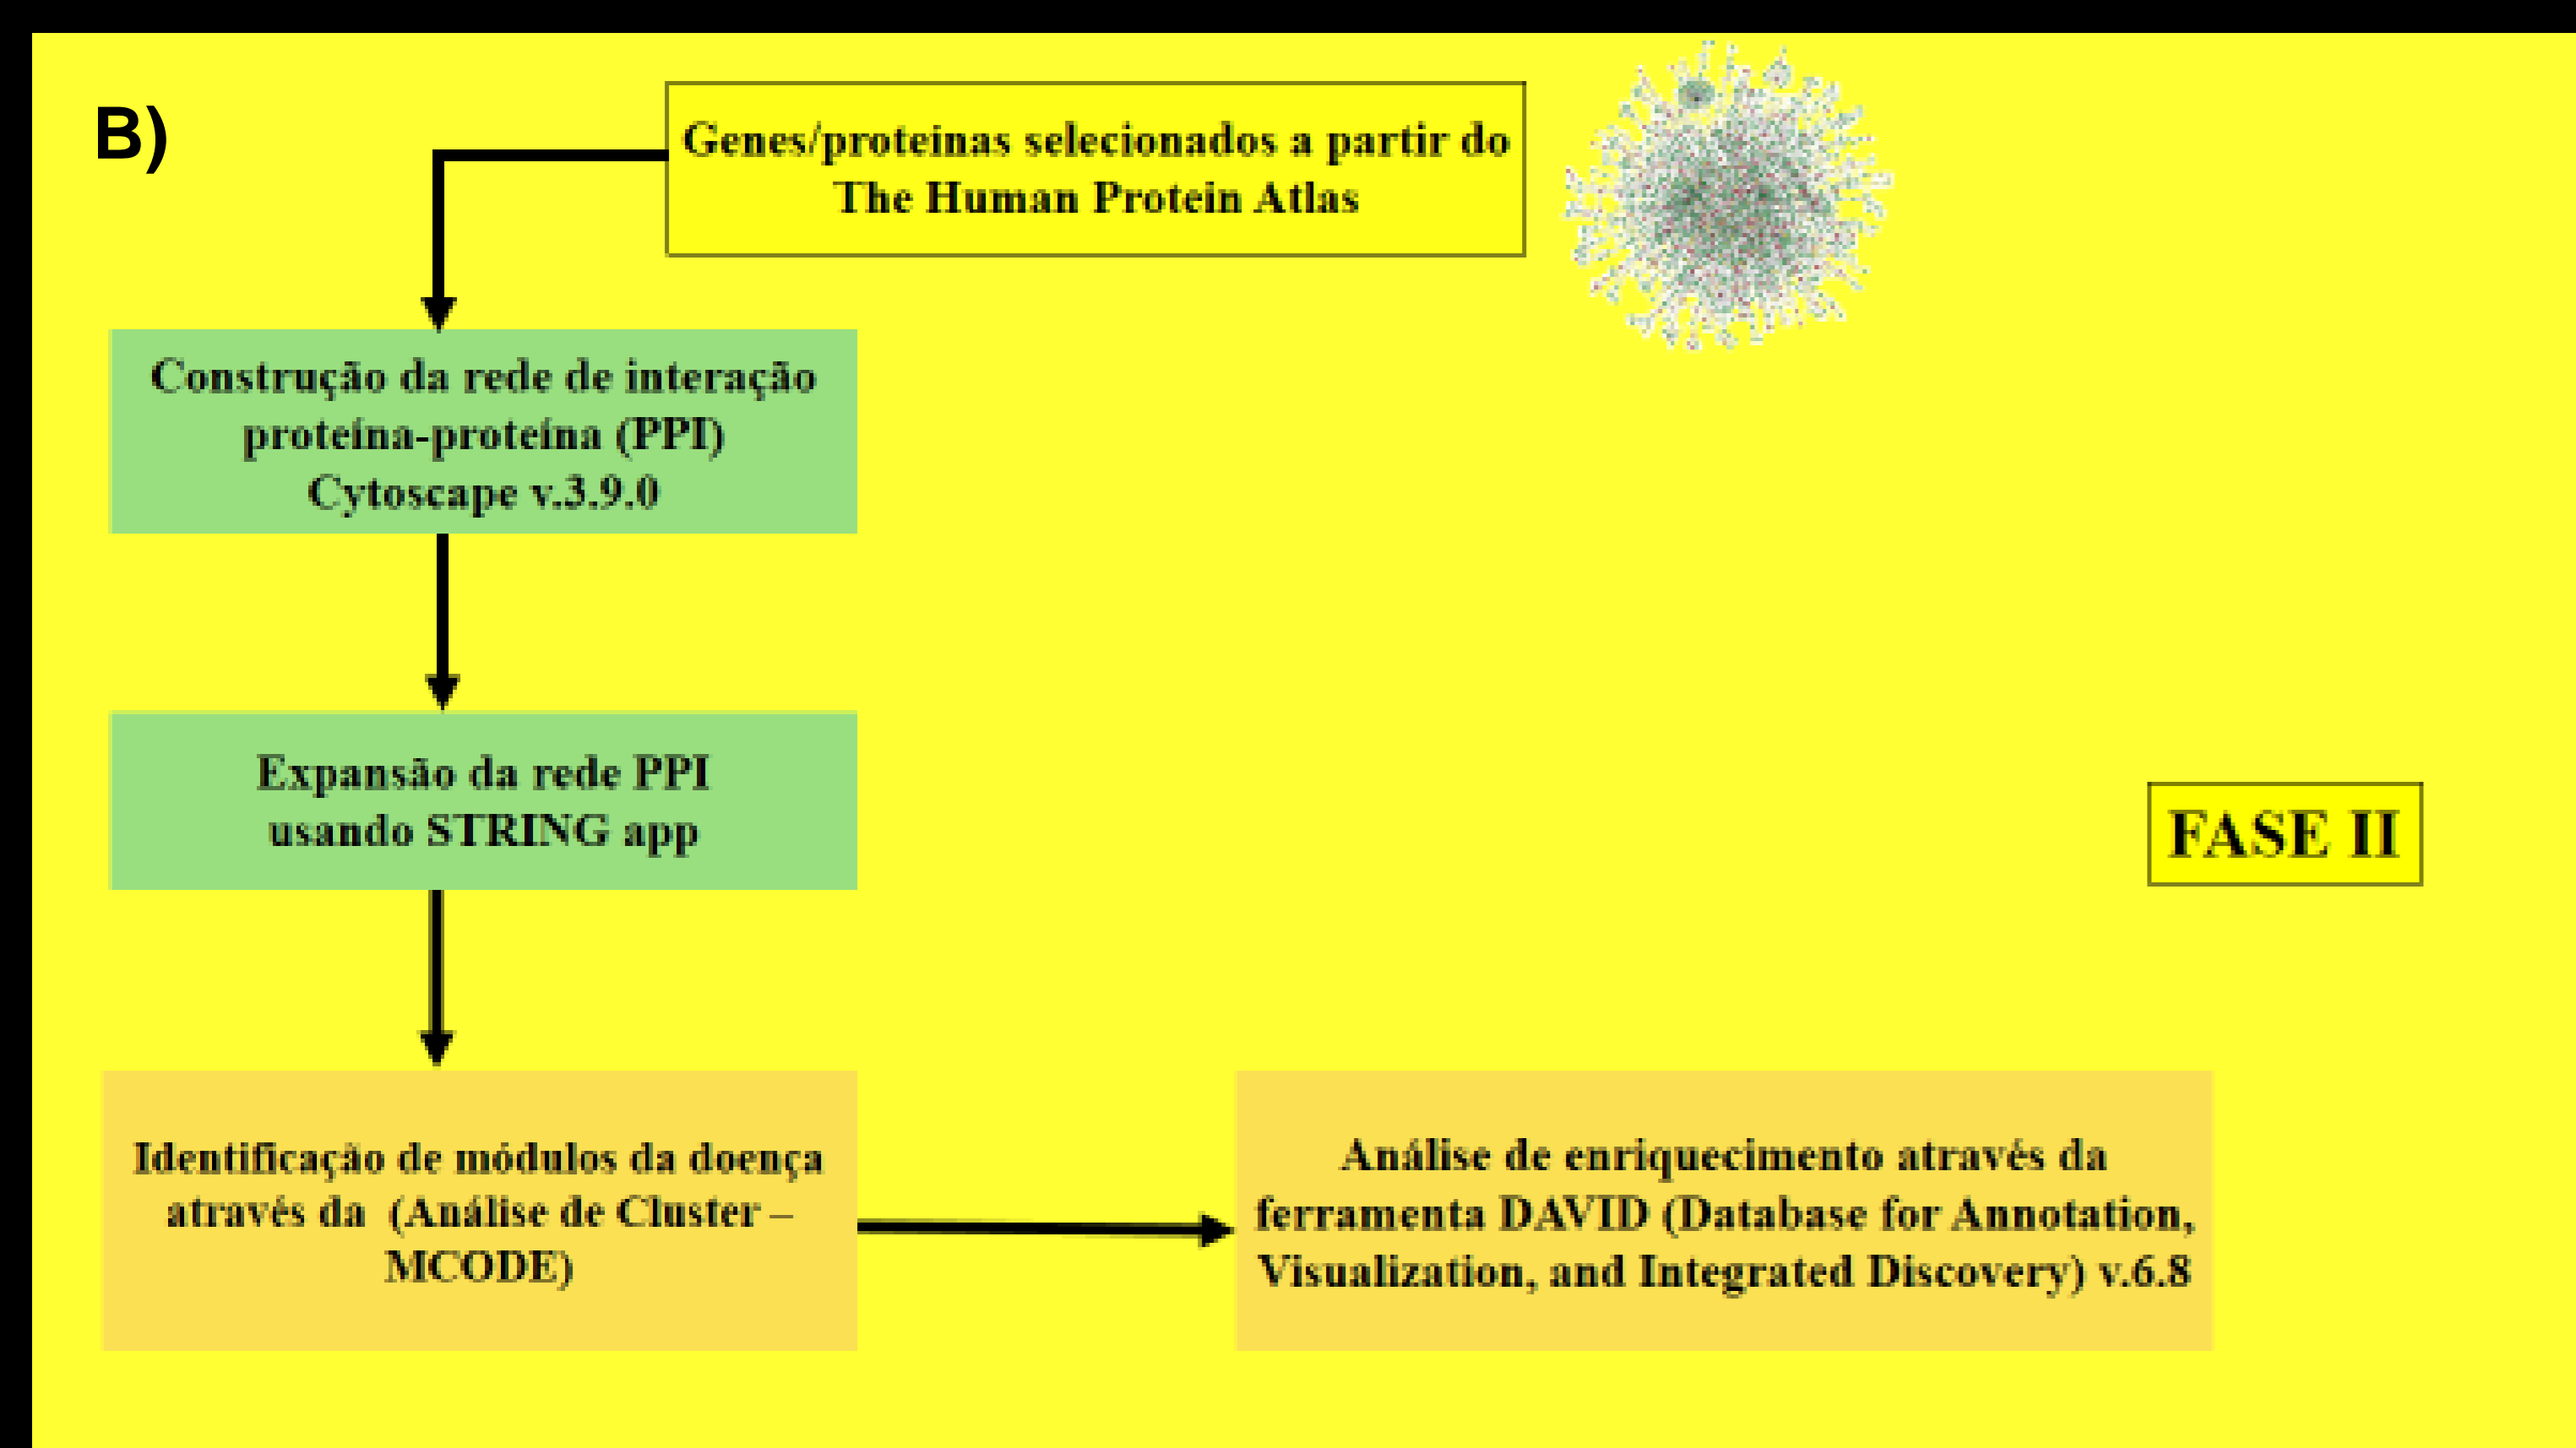 B)
Genes/proteínas selecionados a partir do
The Human Protein Atlas
Construção da rede de interação
proteína-proteína (PPI)
Cytoscape v.3.9.0
Expansão da rede PPI
usando STRING app
FASE II
Identificação de módulos da doença
através da (Análise de Cluster –
MCODE)
Análise de enriquecimento através da
ferramenta DAVID (Database for Annotation,
Visualization, and Integrated Discovery) v.6.8